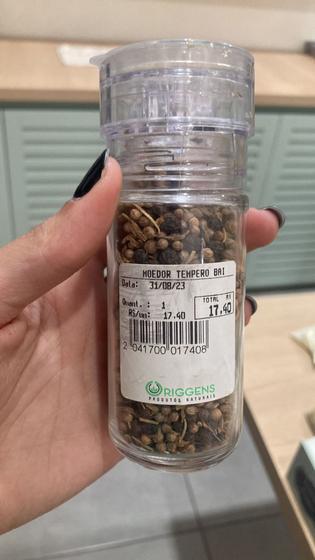 MOEDOR TEMPERO BAI
Data: 31/08/23
Quant.: 1
R$/un: 17.40
TOTAL R$
17,40
2 041700 017408
ORIGGENS
PRODUTOS NATURAIS